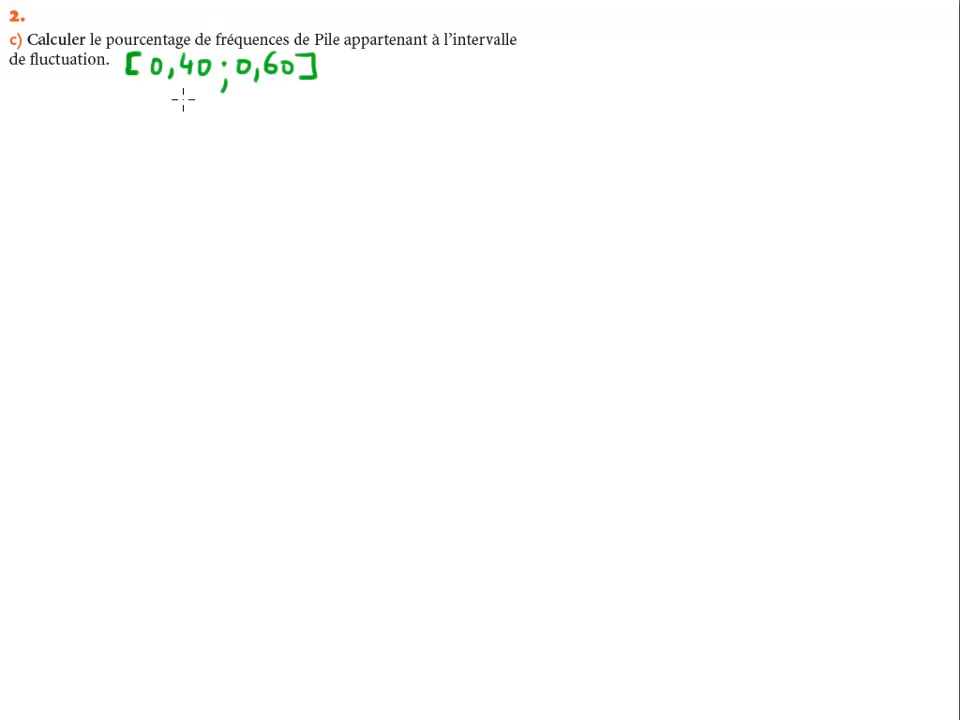 2.
c) Calculer le pourcentage de fréquences de Pile appartenant à l'intervalle
de fluctuation. [0,40 ; 0,60]